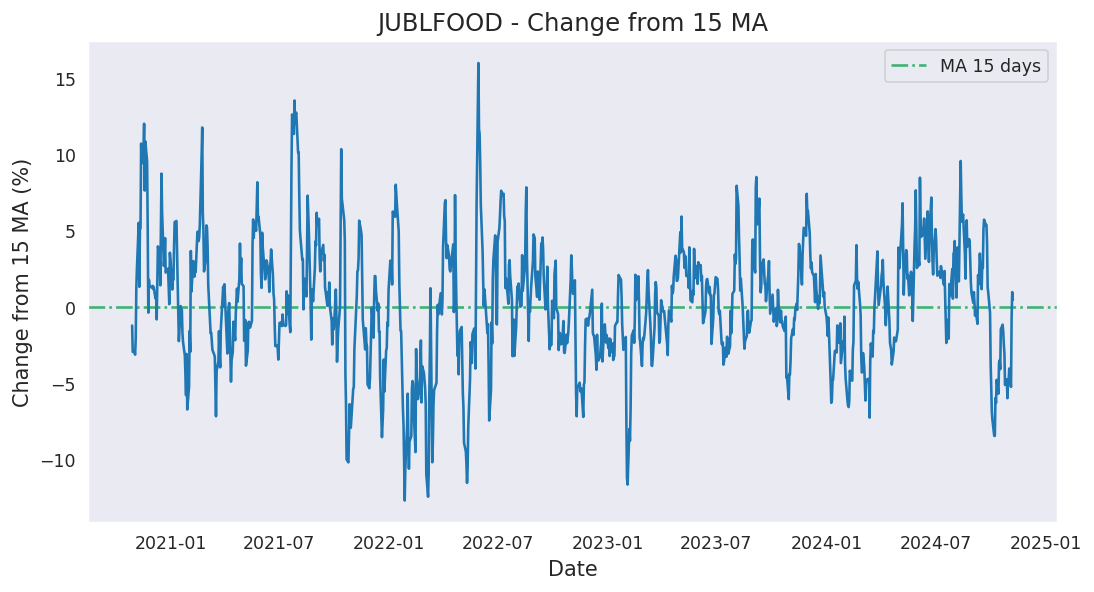 JUBLFOOD - Change from 15 MA
MA 15 days
Change from 15 MA (%)
15
10
5
0
−5
−10
2021-01 2021-07 2022-01 2022-07 2023-01 2023-07 2024-01 2024-07 2025-01
Date